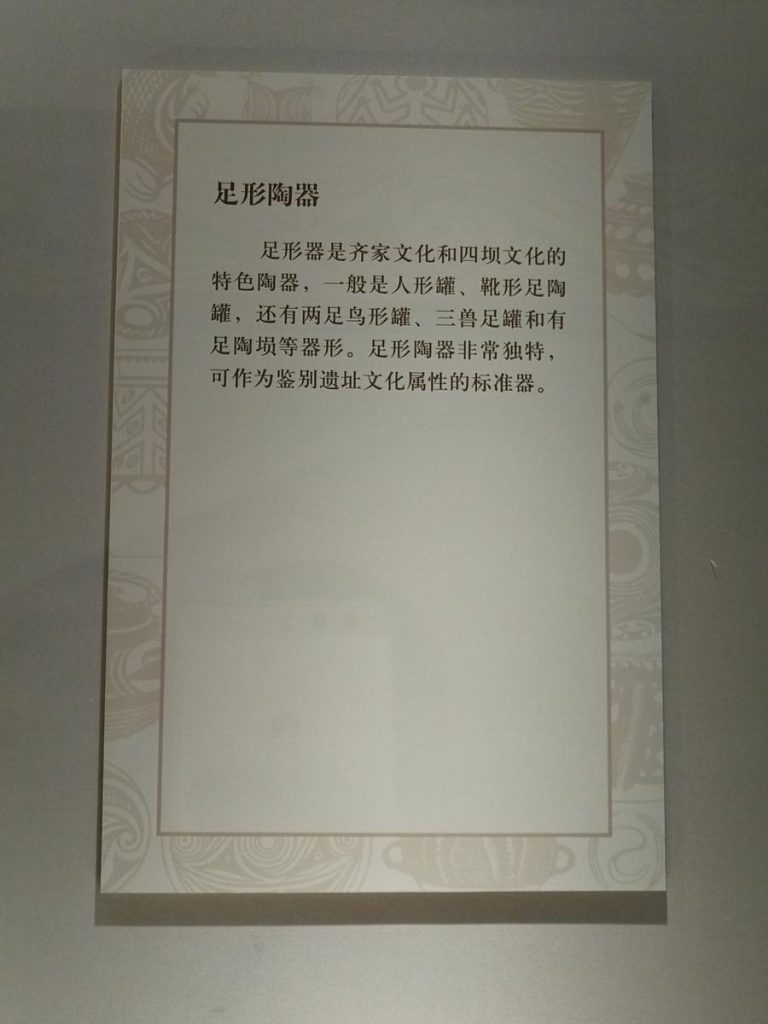 足形陶器
足形器是齐家文化和四坝文化的
特色陶器，一般是人形罐、靴形足陶
罐，还有两足鸟形罐、三兽足罐和有
足陶埙等器形。足形陶器非常独特，
可作为鉴别遗址文化属性的标准器。